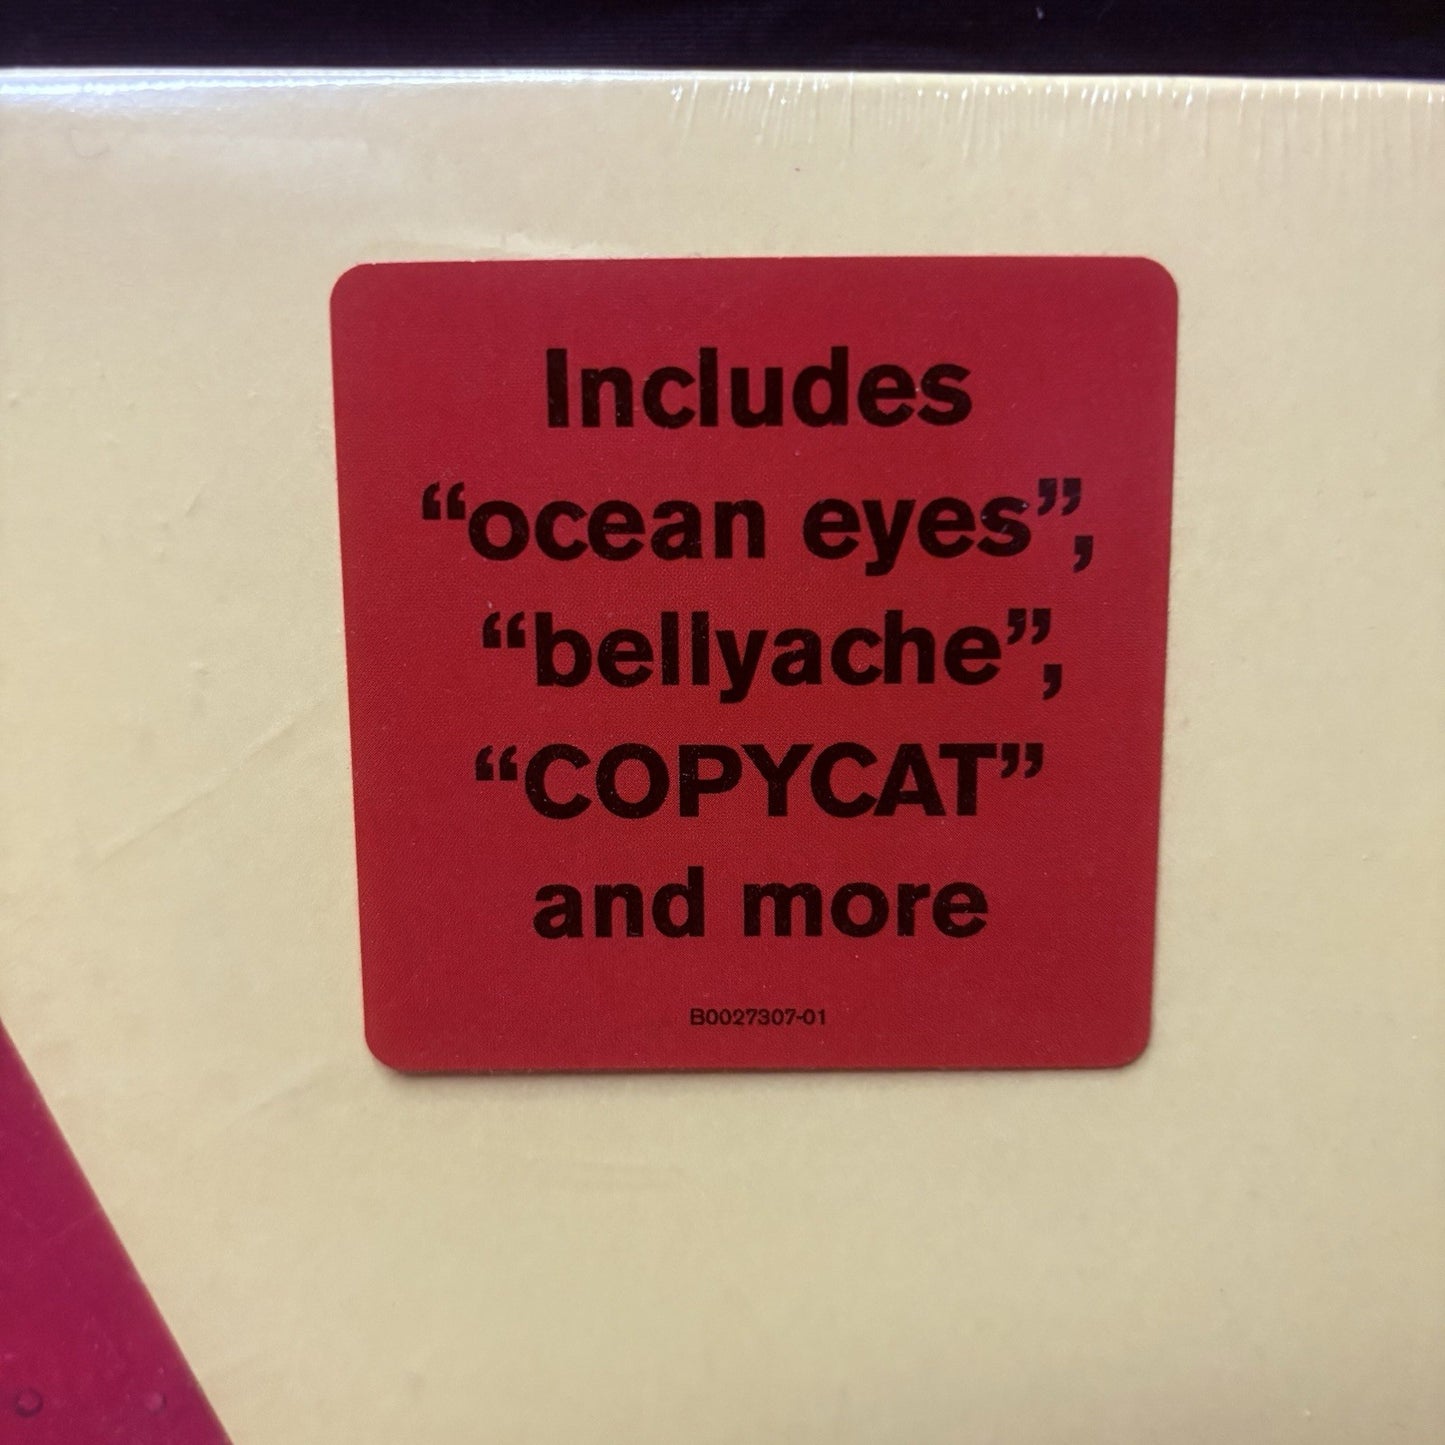 Includes
“ocean eyes”,
“bellyache”,
“COPYCAT”
and more
B0027307-01